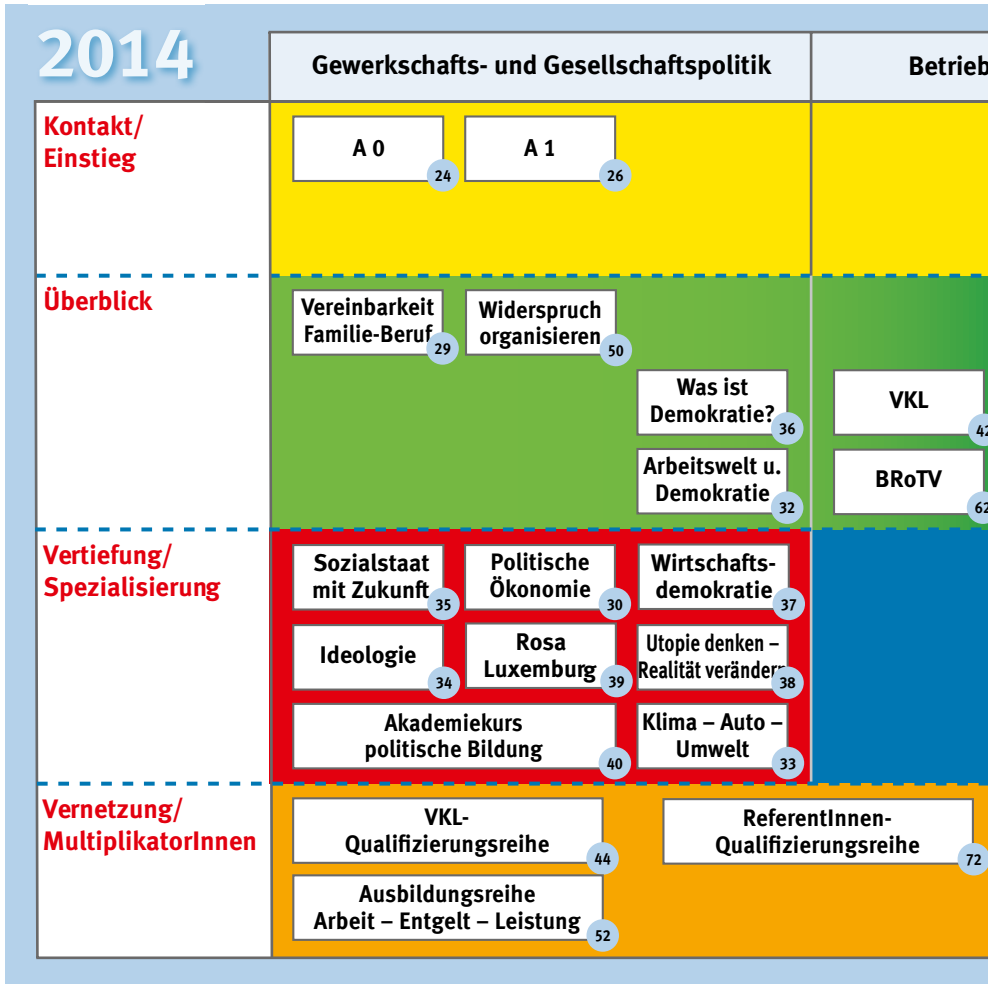 2014
Gewerkschafts- und Gesellschaftspolitik
Betrieb
Kontakt/
Einstieg
A 0
24
A 1
26
Überblick
Vereinbarkeit
Familie-Beruf
29
Widerspruch
organisieren
50
Was ist
Demokratie?
36
VKL
42
Arbeitswelt u.
Demokratie
32
BRoTV
62
Vertiefung/
Spezialisierung
Sozialstaat
mit Zukunft
35
Politische
Ökonomie
30
Wirtschafts-
demokratie
37
Ideologie
34
Rosa
Luxemburg
39
Utopie denken –
Realität verändern
38
Akademiekurs
politische Bildung
40
Klima – Auto –
Umwelt
33
Vernetzung/
MultiplikatorInnen
VKL-
Qualifizierungsreihe
44
ReferentInnen-
Qualifizierungsreihe
72
Ausbildungsreihe
Arbeit – Entgelt – Leistung
52